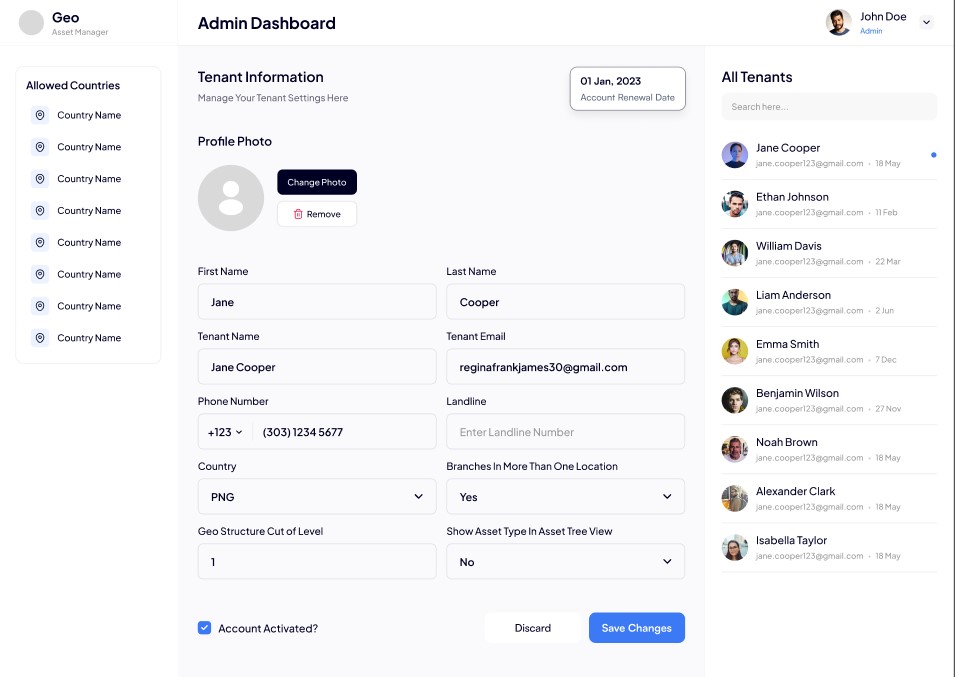 Geo
Asset Manager
Admin Dashboard
John Doe
Admin
Allowed Countries
Country Name
Country Name
Country Name
Country Name
Country Name
Country Name
Country Name
Country Name
Tenant Information
Manage Your Tenant Settings Here
01 Jan, 2023
Account Renewal Date
Profile Photo
Change Photo
Remove
First Name
Last Name
Jane
Cooper
Tenant Name
Tenant Email
Jane Cooper
reginafrankjames30@gmail.com
Phone Number
Landline
+123 (303) 1234 5677
Enter Landline Number
Country
Branches In More Than One Location
PNG
Yes
Geo Structure Cut of Level
Show Asset Type In Asset Tree View
1
No
Account Activated?
Discard
Save Changes
All Tenants
Search here...
Jane Cooper
jane.cooper123@gmail.com • 18 May
Ethan Johnson
jane.cooper123@gmail.com • 11 Feb
William Davis
jane.cooper123@gmail.com • 22 Mar
Liam Anderson
jane.cooper123@gmail.com • 2 Jun
Emma Smith
jane.cooper123@gmail.com • 7 Dec
Benjamin Wilson
jane.cooper123@gmail.com • 27 Nov
Noah Brown
jane.cooper123@gmail.com • 18 May
Alexander Clark
jane.cooper123@gmail.com • 18 May
Isabella Taylor
jane.cooper123@gmail.com • 18 May